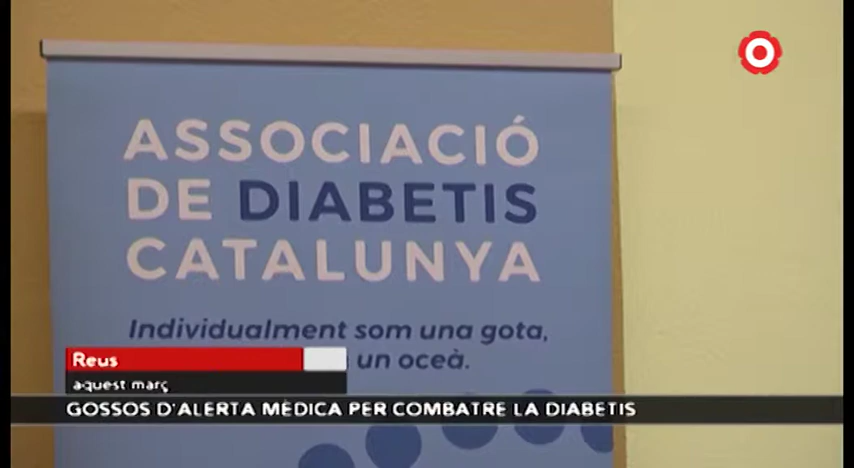 ASSOCIACIÓ
DE DIABETIS
CATALUNYA
Individualment som una gota,
un oceà.
Reus
aquest març
GOSSOS D'ALERTA MÈDICA PER COMBATRE LA DIABETIS